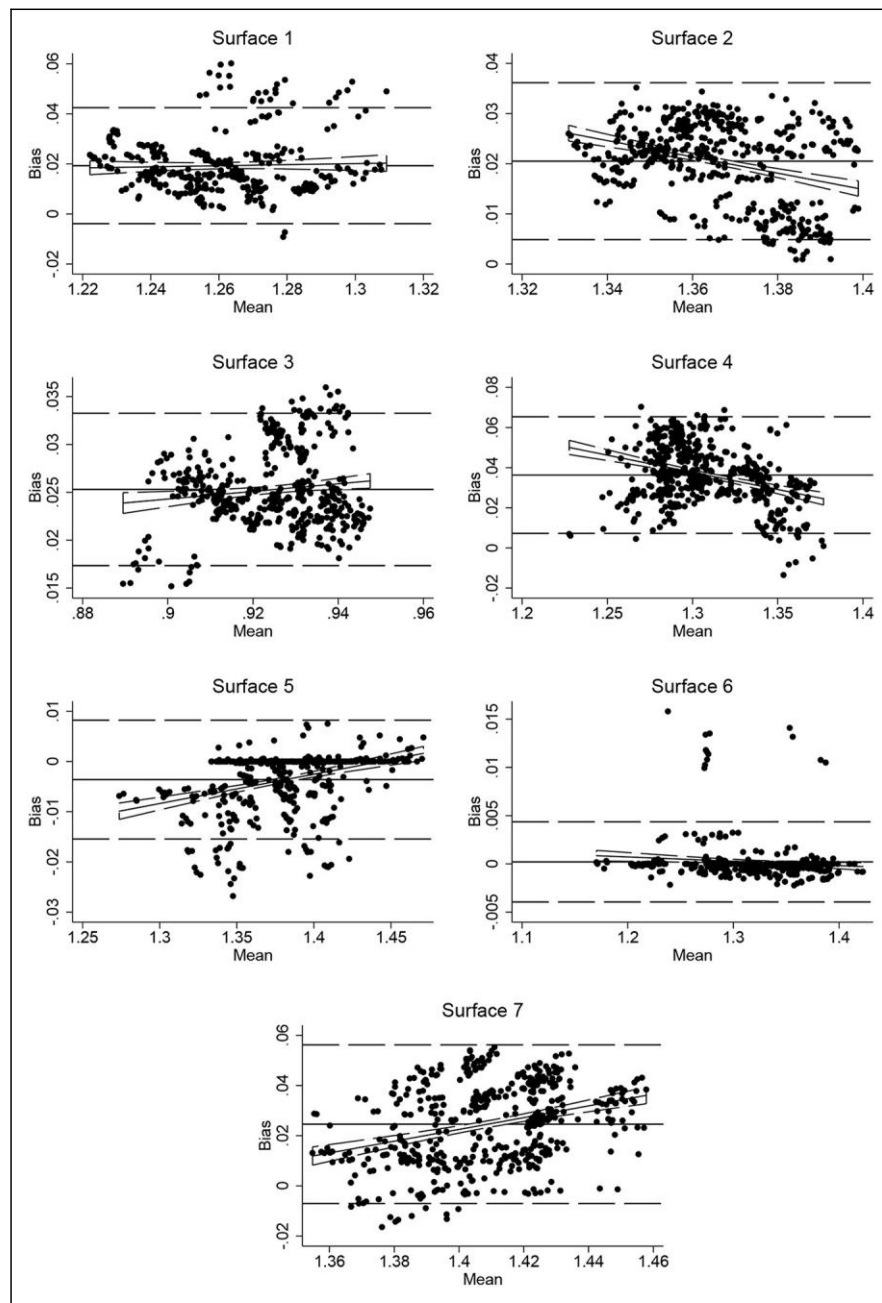 Surface 1
Bias
-.02 0 .02 .04 .06
1.22 1.24 1.26 1.28 1.3 1.32
Mean
Surface 2
Bias
0 .01 .02 .03 .04
1.32 1.34 1.36 1.38 1.4
Mean
Surface 3
Bias
.015 .025 .035
.88 .9 .92 .94 .96
Mean
Surface 4
Bias
-.02 0 .02 .04 .06 .08
1.2 1.25 1.3 1.35 1.4
Mean
Surface 5
Bias
-.03 -.02 -.01 0 .01
1.25 1.3 1.35 1.4 1.45
Mean
Surface 6
Bias
-.005 0 .005 .01 .015
1.1 1.2 1.3 1.4
Mean
Surface 7
Bias
-.02 0 .02 .04 .06
1.36 1.38 1.4 1.42 1.44 1.46
Mean